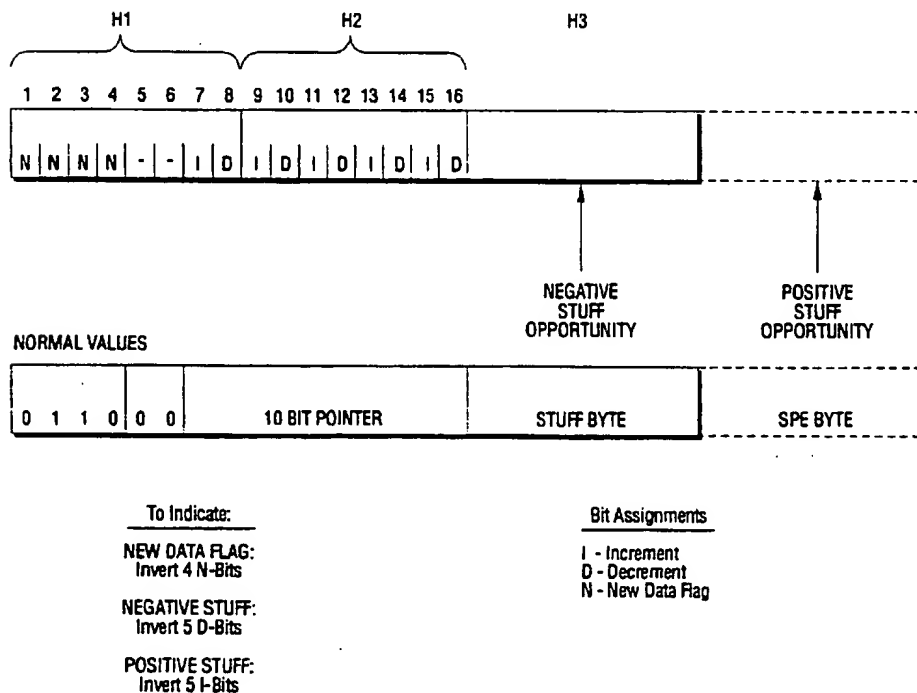 H1 H2 H3
1 2 3 4 5 6 7 8 9 10 11 12 13 14 15 16
N N N N - - I D I D I D I D I D
NEGATIVE
STUFF
OPPORTUNITY
POSITIVE
STUFF
OPPORTUNITY
NORMAL VALUES
0 1 1 0 0 0 10 BIT POINTER STUFF BYTE SPE BYTE
To Indicate:
NEW DATA FLAG:
Invert 4 N-Bits
NEGATIVE STUFF:
Invert 5 D-Bits
POSITIVE STUFF:
Invert 5 I-Bits
Bit Assignments
I - Increment
D - Decrement
N - New Data Flag